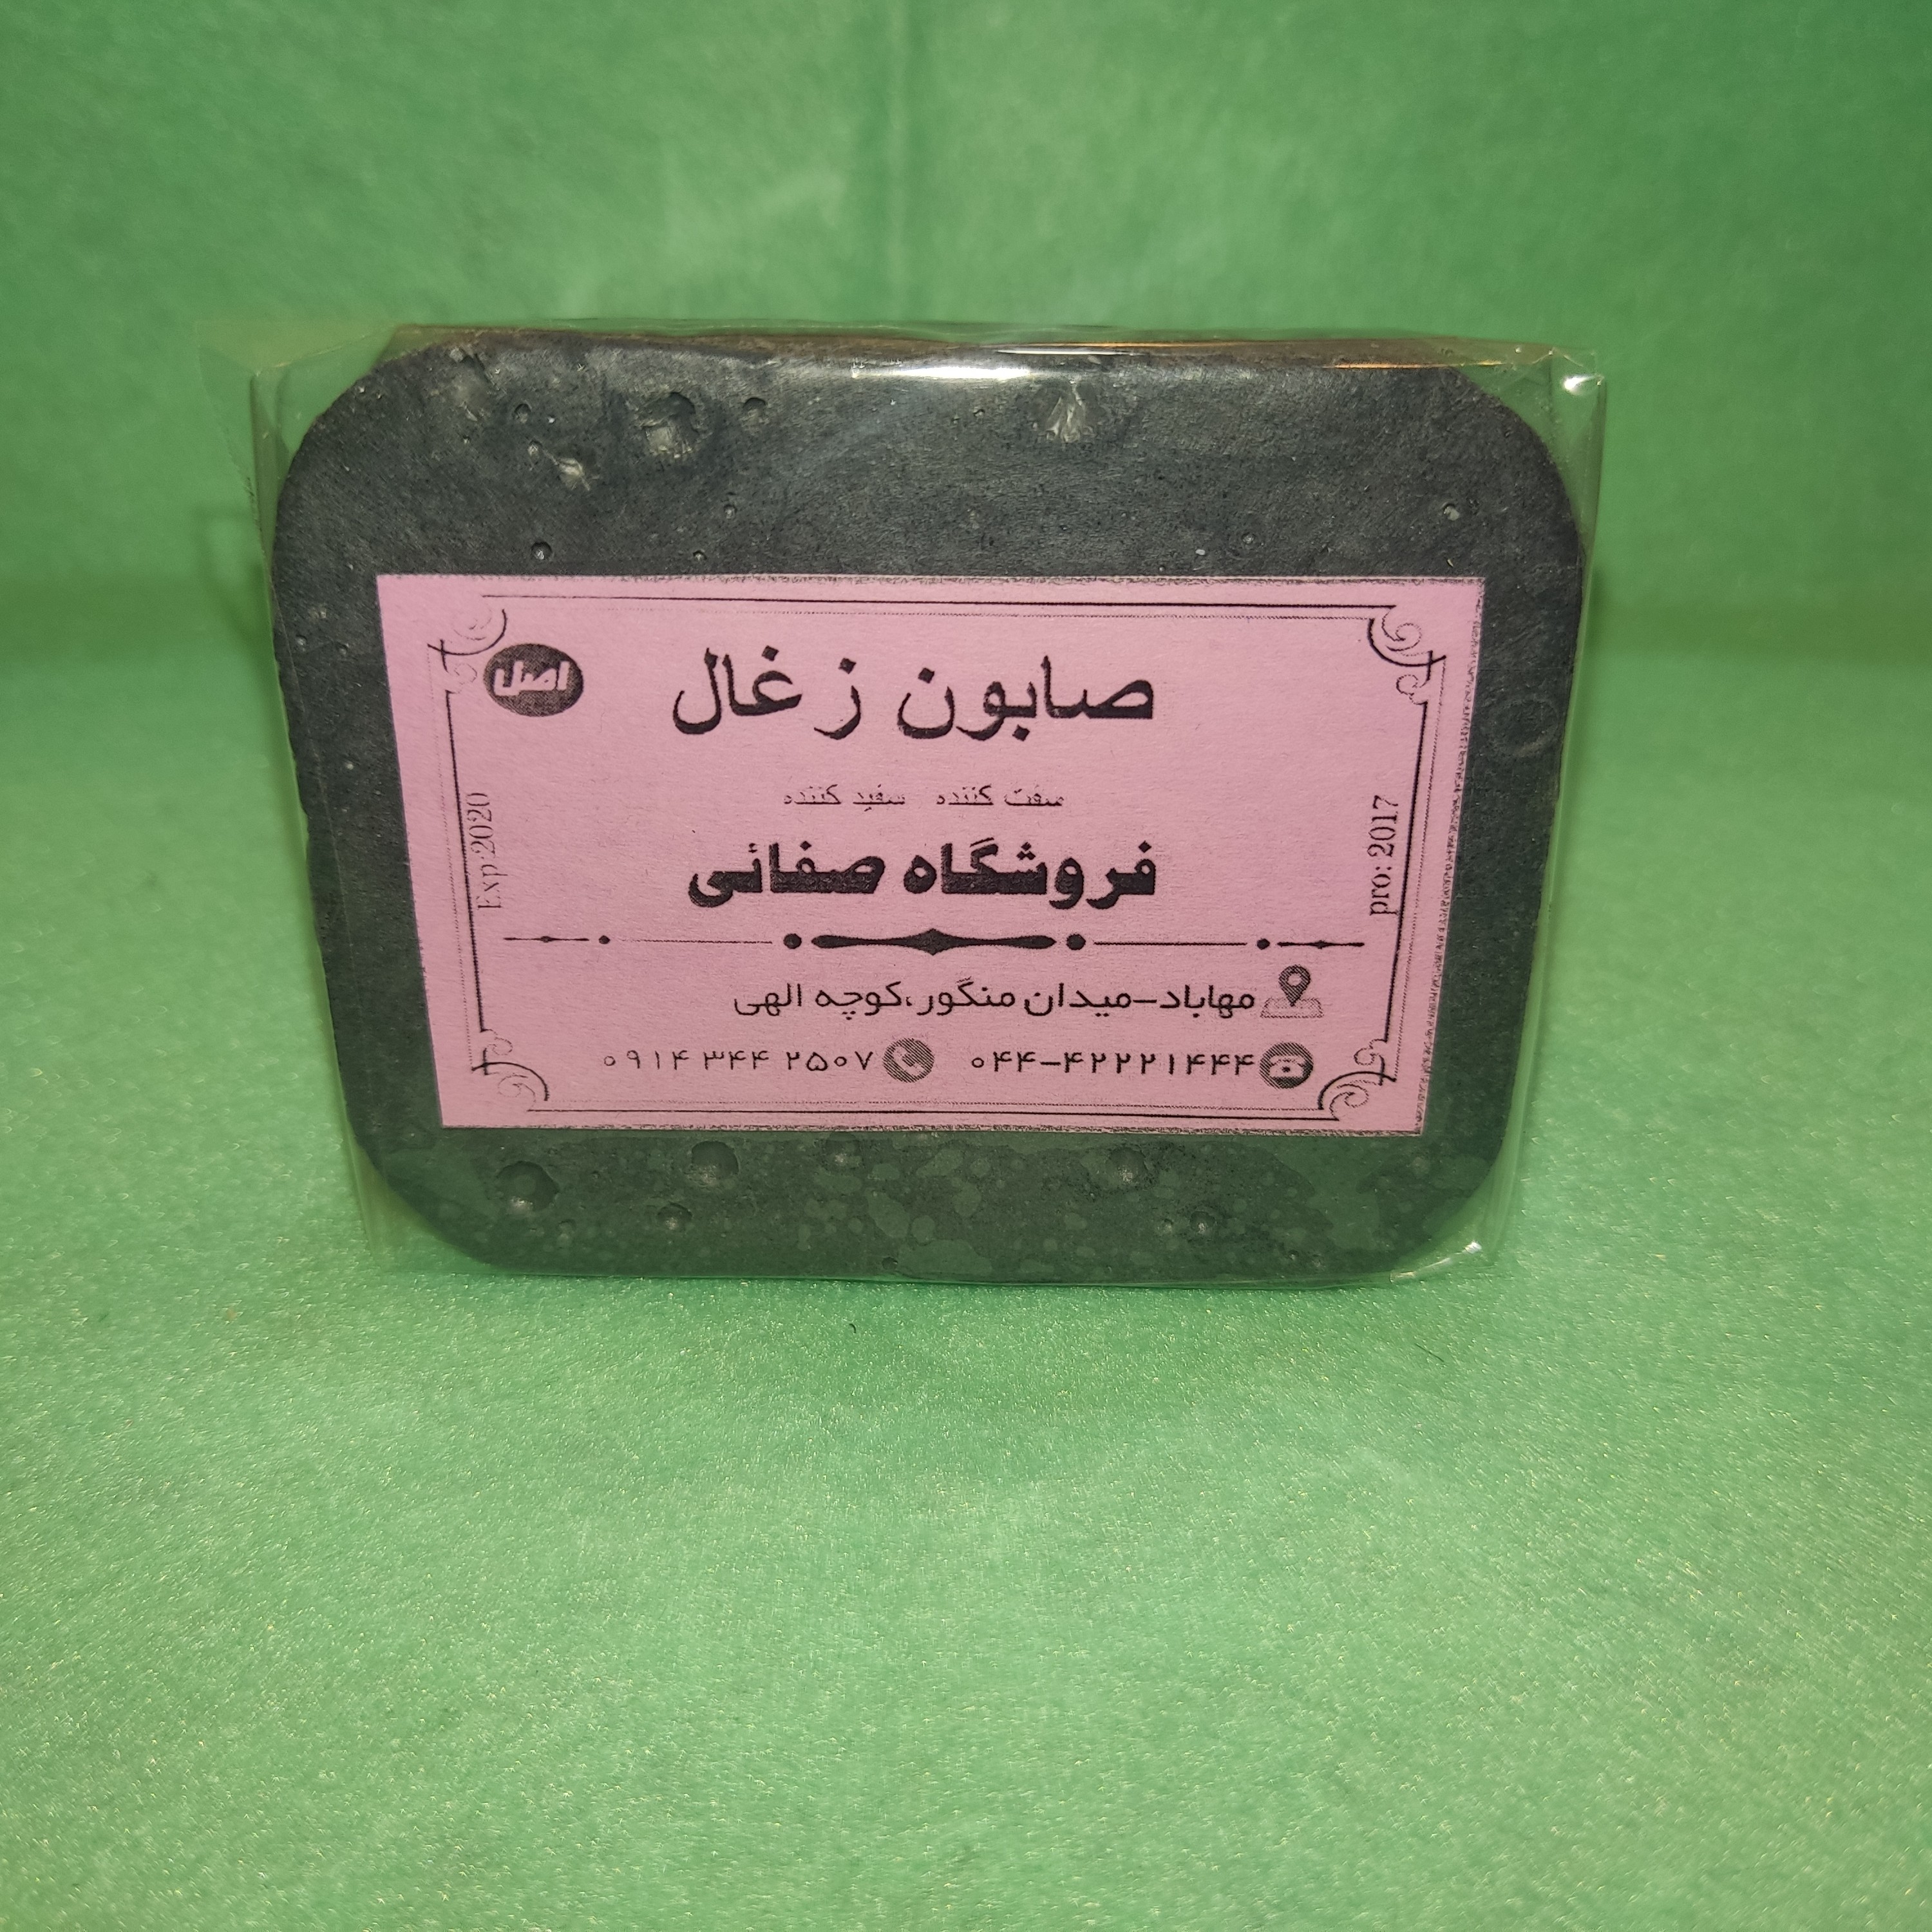 اصل
صابون زغال
سفت کننده سفید کننده
فروشگاه صفائی
مهاباد-میدان منگور،کوچه الهی
۰۴۴-۴۲۲۲۱۴۴۴ ۰۹۱۴ ۳۴۴ ۲۵۰۷
pro: 2017
Exp:2020